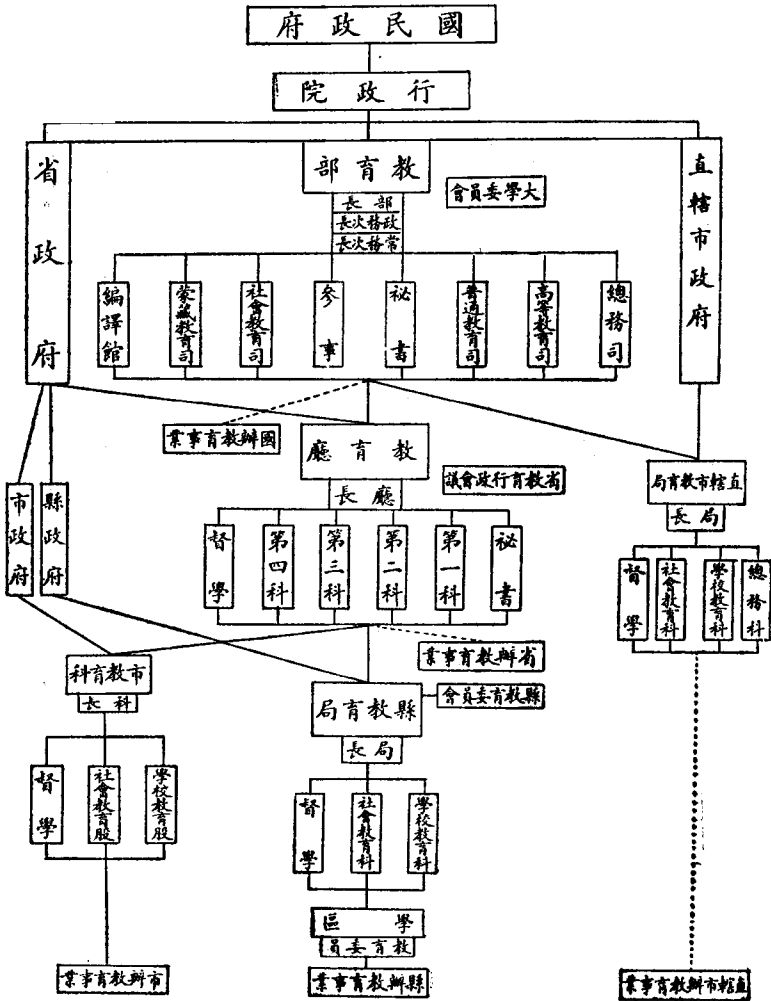 國民政府
行政院
省政府
教育部
部長
政務次長
常務次長
大學委員會
直轄市政府
總務司
高等教育司
普通教育司
祕書
參事
社會教育司
蒙藏教育司
編譯館
國辦教育事業
教育廳
廳長
省教育行政會議
直轄市教育局
局長
縣政府
市政府
祕書
第一科
第二科
第三科
第四科
督學
總務科
學校教育科
社會教育科
督學
省辦教育事業
市教育科
科長
縣教育局
局長
縣教育委員會
學校教育股
社會教育股
督學
學校教育科
社會教育科
督學
學區
教育委員
市辦教育事業
縣辦教育事業
直轄市辦教育事業